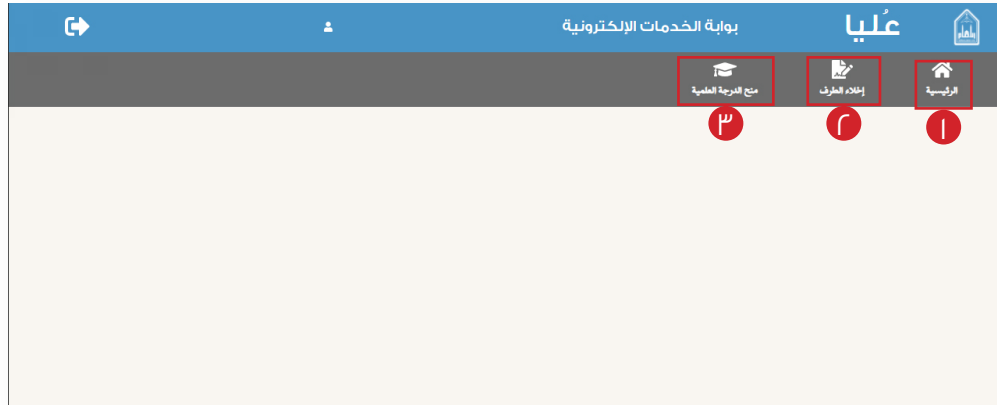 عُليا بوابة الخدمات الإلكترونية
الرئيسية إخلاء الطرف منح الدرجة العلمية
١ ٢ ٣